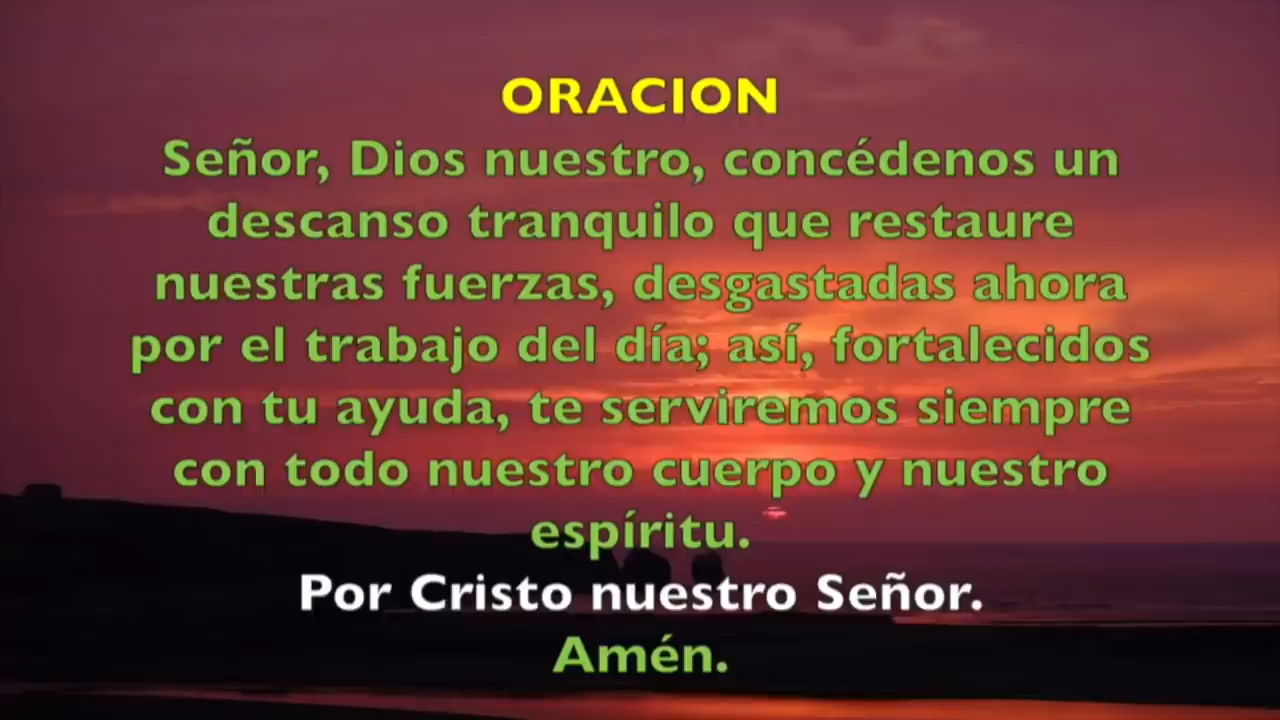 ORACION
Señor, Dios nuestro, concédenos un
descanso tranquilo que restaure
nuestras fuerzas, desgastadas ahora
por el trabajo del día; así, fortalecidos
con tu ayuda, te serviremos siempre
con todo nuestro cuerpo y nuestro
espíritu.
Por Cristo nuestro Señor.
Amén.